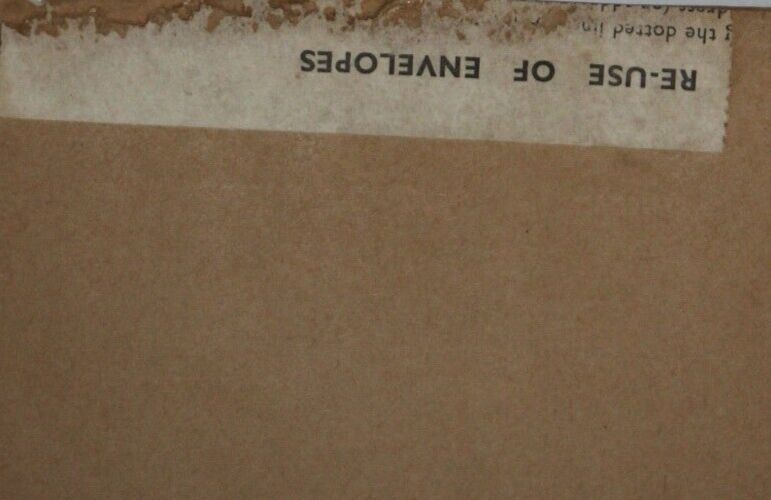 RE-USE OF ENVELOPES
g the dotted lin